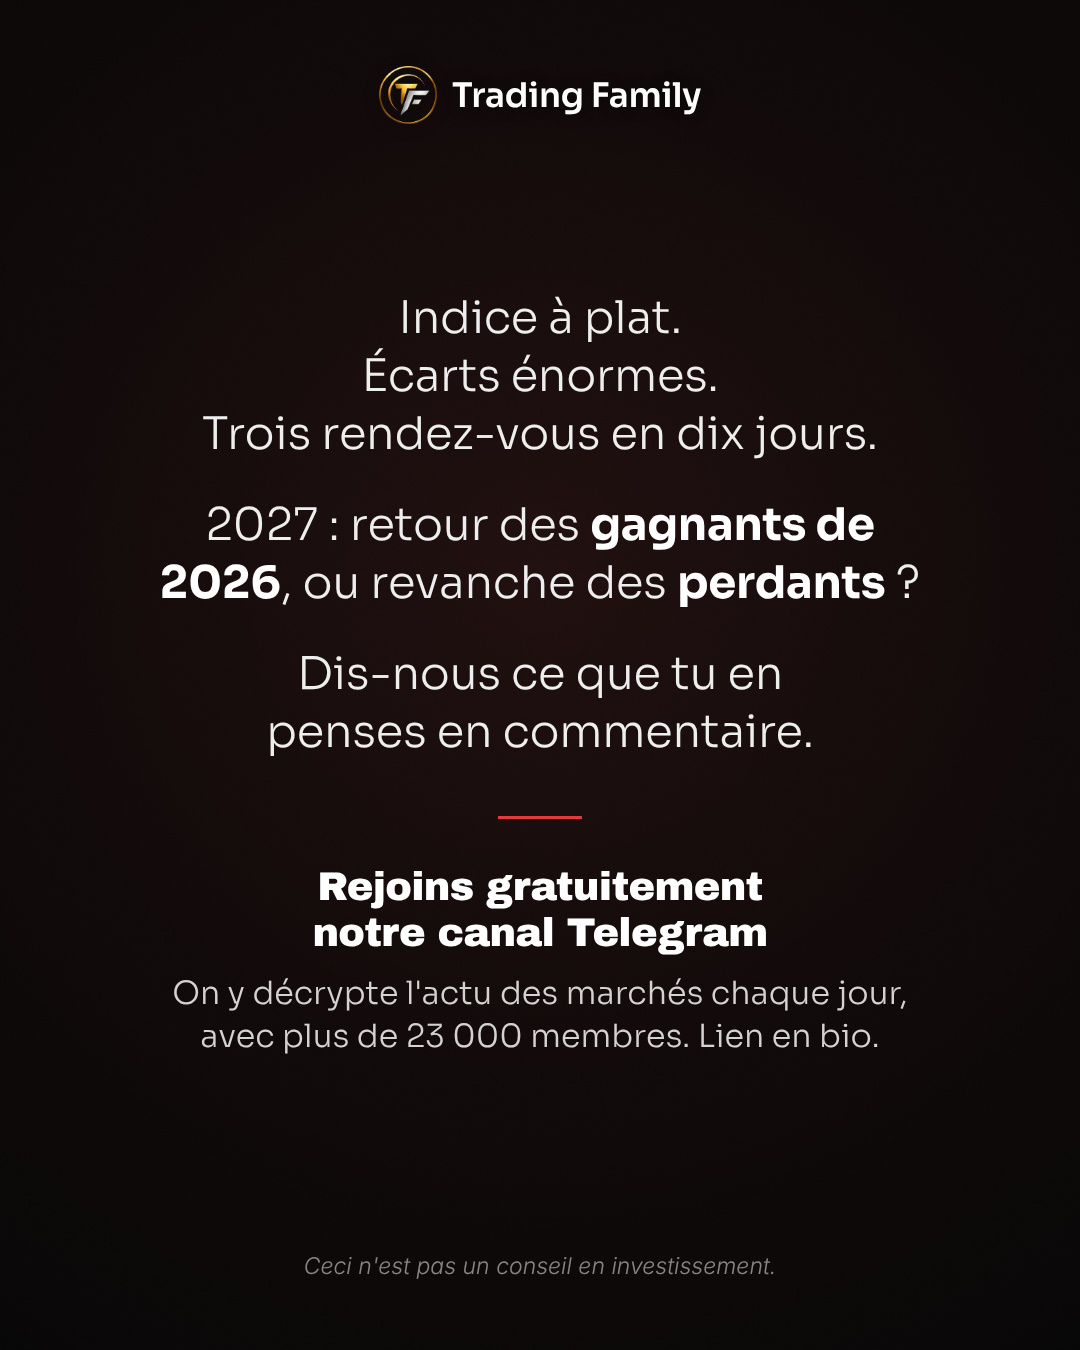 TF Trading Family
Indice à plat.
Écarts énormes.
Trois rendez-vous en dix jours.
2027 : retour des gagnants de
2026, ou revanche des perdants ?
Dis-nous ce que tu en
penses en commentaire.
Rejoins gratuitement
notre canal Telegram
On y décrypte l'actu des marchés chaque jour,
avec plus de 23 000 membres. Lien en bio.
Ceci n'est pas un conseil en investissement.